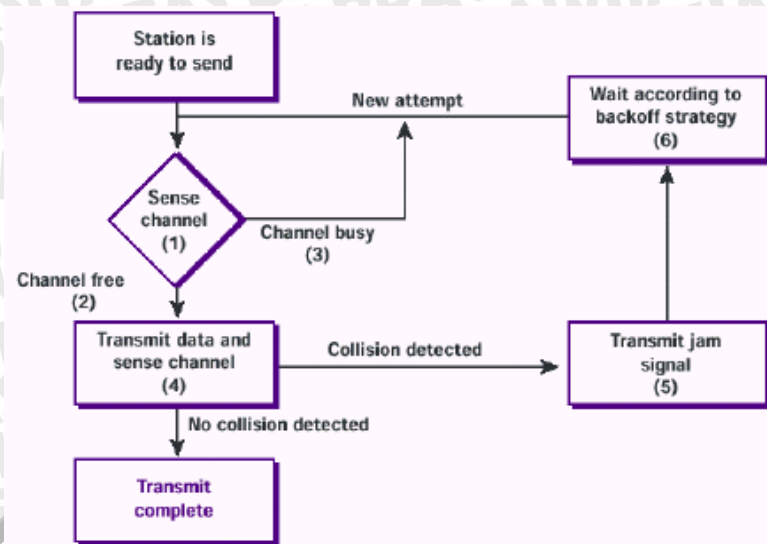 Station is
ready to send
New attempt
Wait according to
backoff strategy
(6)
Sense
channel
(1)
Channel busy
(3)
Channel free
(2)
Transmit data and
sense channel
(4)
Collision detected
Transmit jam
signal
(5)
No collision detected
Transmit
complete